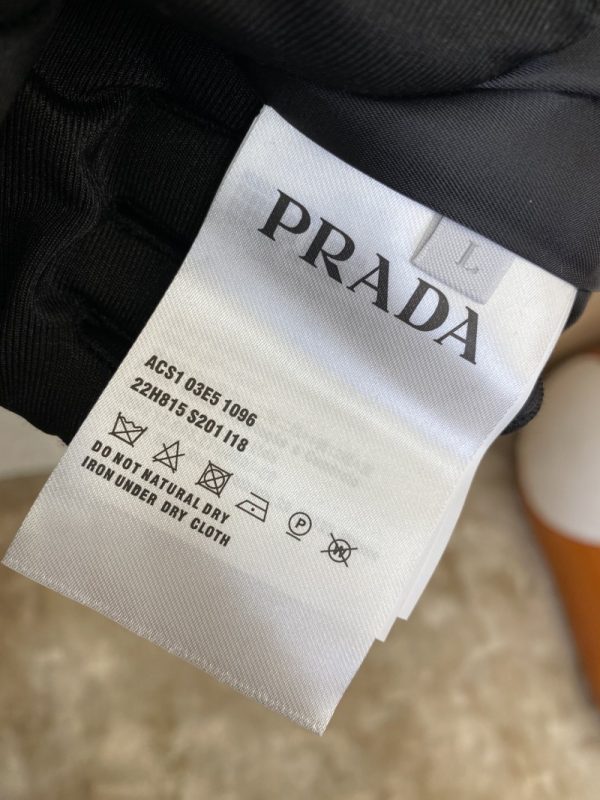 PRADA
L
ACS1 03E5 1096
22H815 S201 I18
P
W
DO NOT NATURAL DRY
IRON UNDER DRY CLOTH